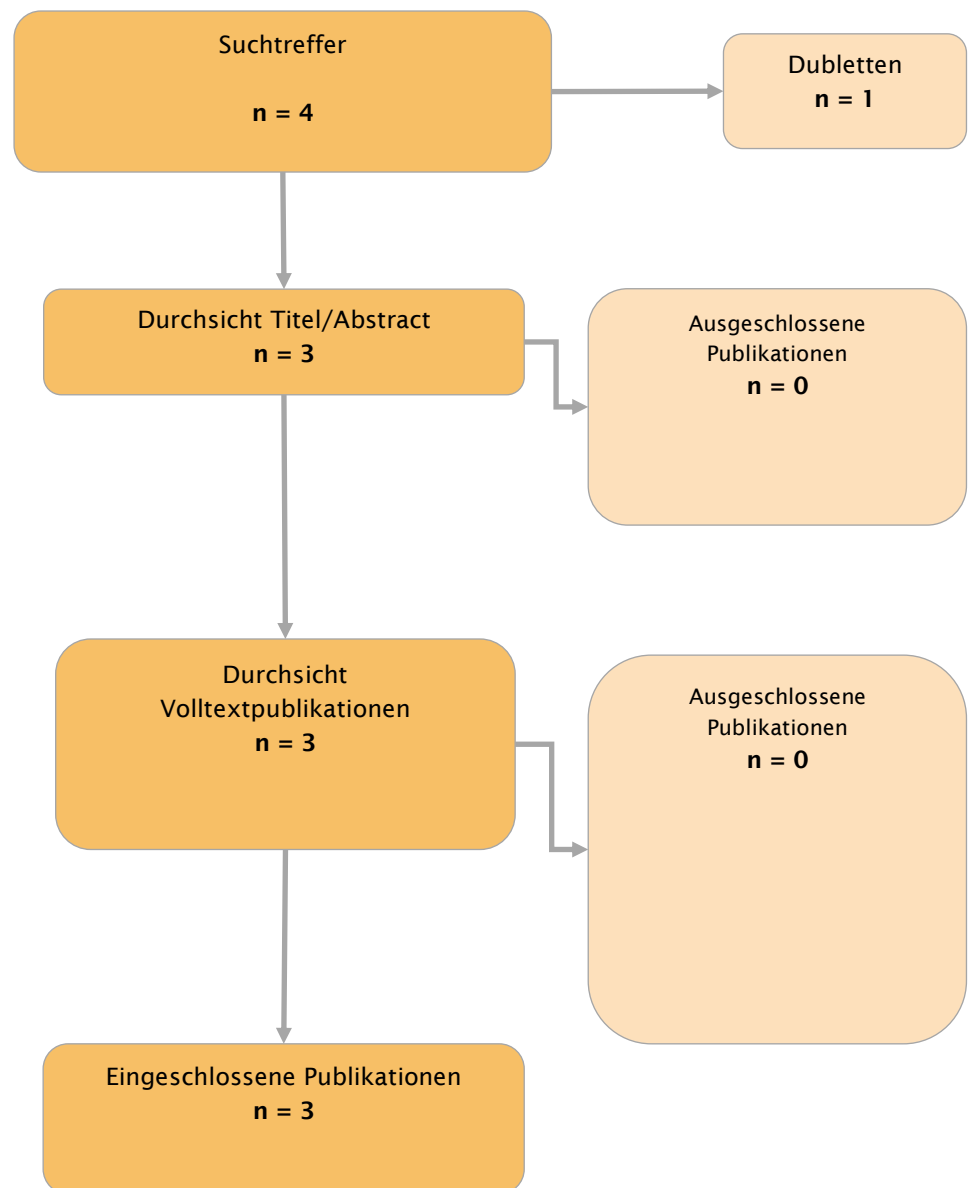 Suchtreffer
n = 4
Dubletten
n = 1
Durchsicht Titel/Abstract
n = 3
Ausgeschlossene
Publikationen
n = 0
Durchsicht
Volltextpublikationen
n = 3
Ausgeschlossene
Publikationen
n = 0
Eingeschlossene Publikationen
n = 3